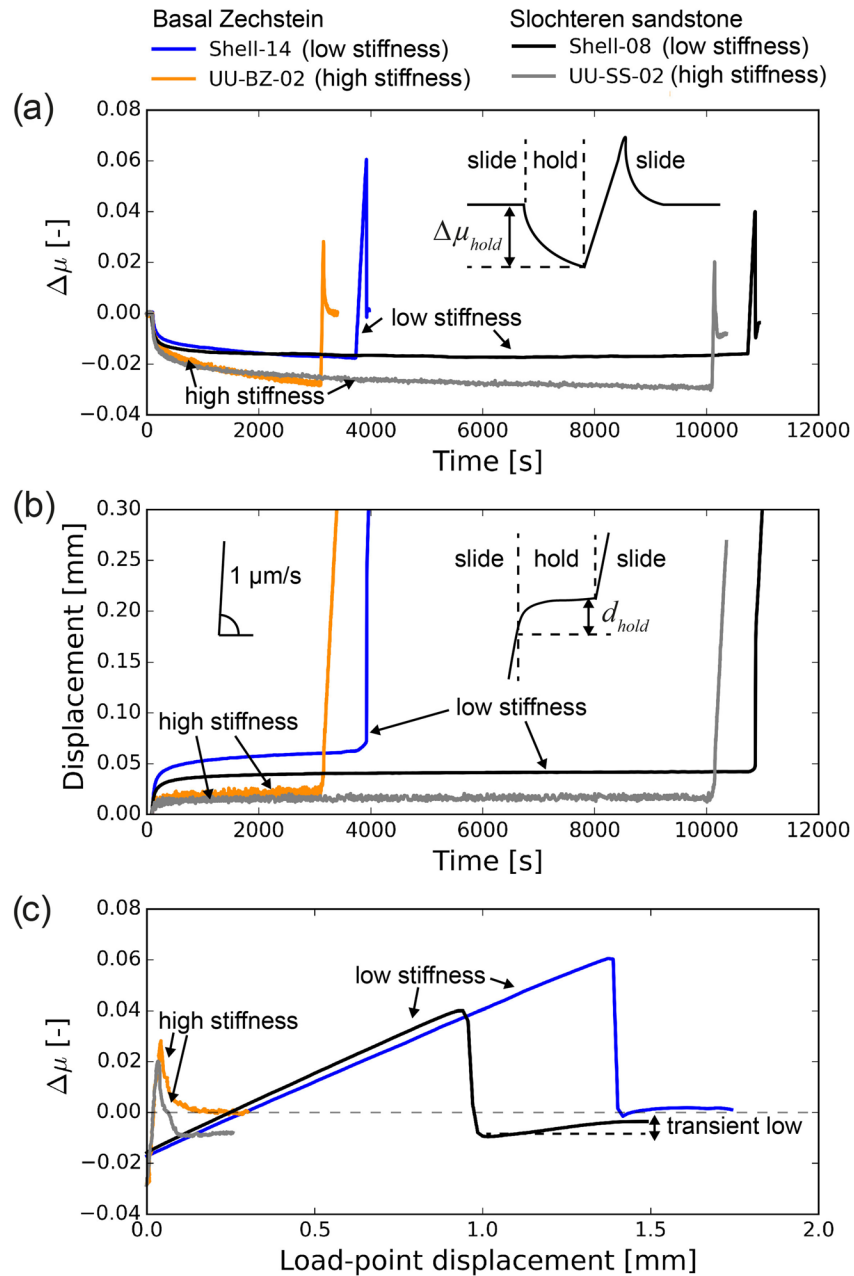 Basal Zechstein
Slochteren sandstone
Shell-14 (low stiffness)
Shell-08 (low stiffness)
UU-BZ-02 (high stiffness)
UU-SS-02 (high stiffness)
(a)
0.08
0.06
0.04
0.02
0.00
−0.02
−0.04
Δμ [-]
slide
hold
slide
Δμhold
low stiffness
high stiffness
0 2000 4000 6000 8000 10000 12000
Time [s]
(b)
0.30
0.25
0.20
0.15
0.10
0.05
0.00
Displacement [mm]
1 μm/s
slide
hold
slide
dhold
high stiffness
low stiffness
0 2000 4000 6000 8000 10000 12000
Time [s]
(c)
0.08
0.06
0.04
0.02
0.00
−0.02
−0.04
Δμ [-]
low stiffness
high stiffness
transient low
0.0 0.5 1.0 1.5 2.0
Load-point displacement [mm]